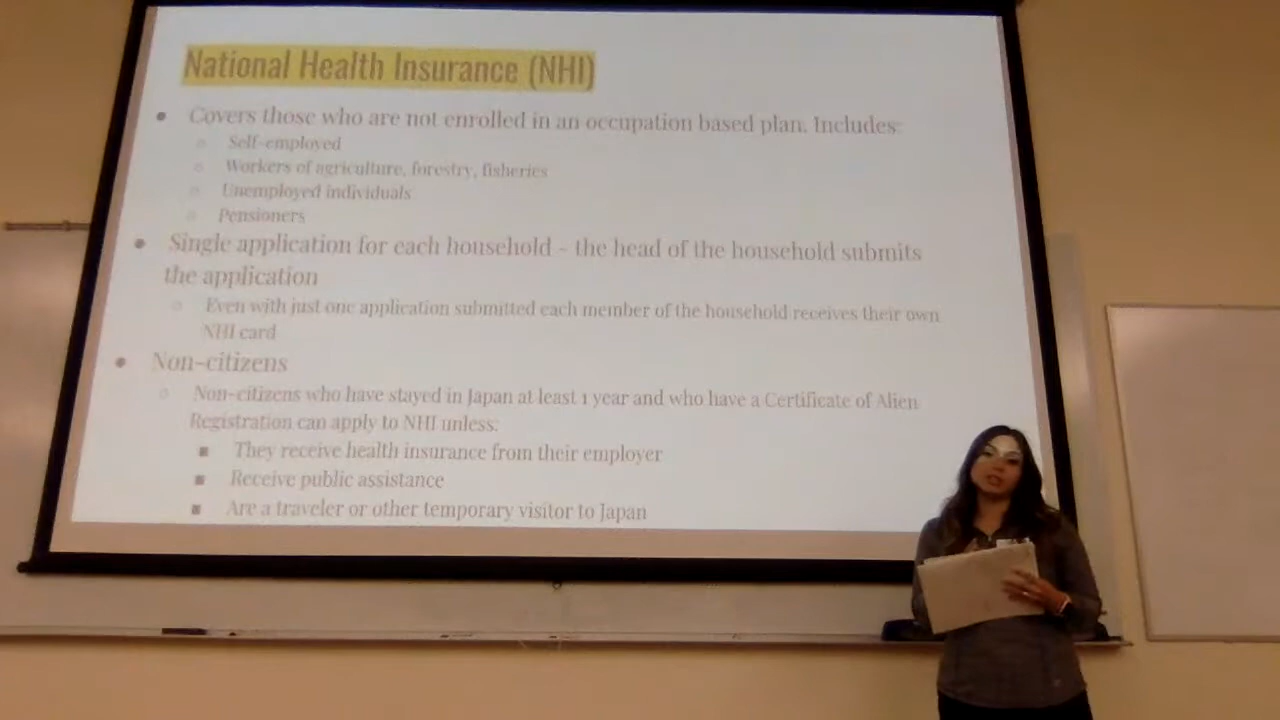 National Health Insurance (NHI)
Covers those who are not enrolled in an occupation based plan. Includes:
Self-employed
Workers of agriculture, forestry, fisheries
Unemployed individuals
Pensioners
Single application for each household - the head of the household submits
the application
Even with just one application submitted each member of the household receives their own
NHI card
Non-citizens
Non-citizens who have stayed in Japan at least 1 year and who have a Certificate of Alien
Registration can apply to NHI unless:
They receive health insurance from their employer
Receive public assistance
Are a traveler or other temporary visitor to Japan